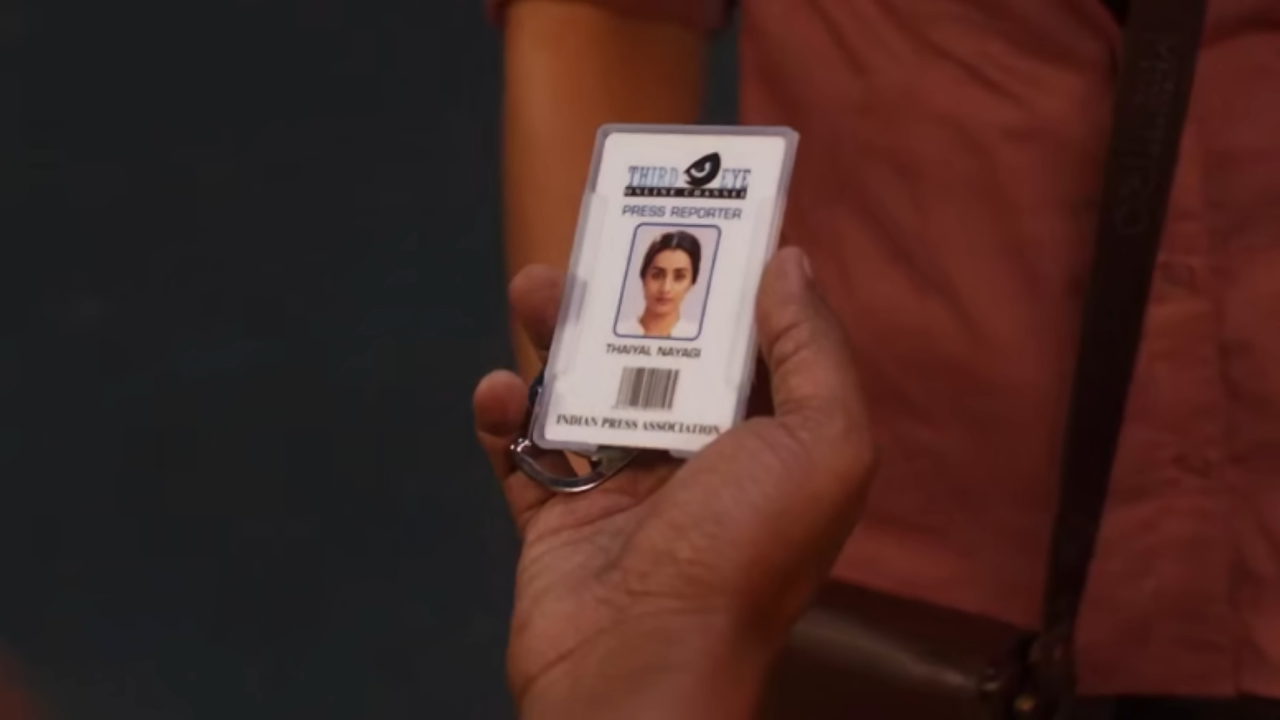 THIRD EYE
ONLINE CHANNEL
PRESS REPORTER
THAIYAL NAYAGI
INDIAN PRESS ASSOCIATION